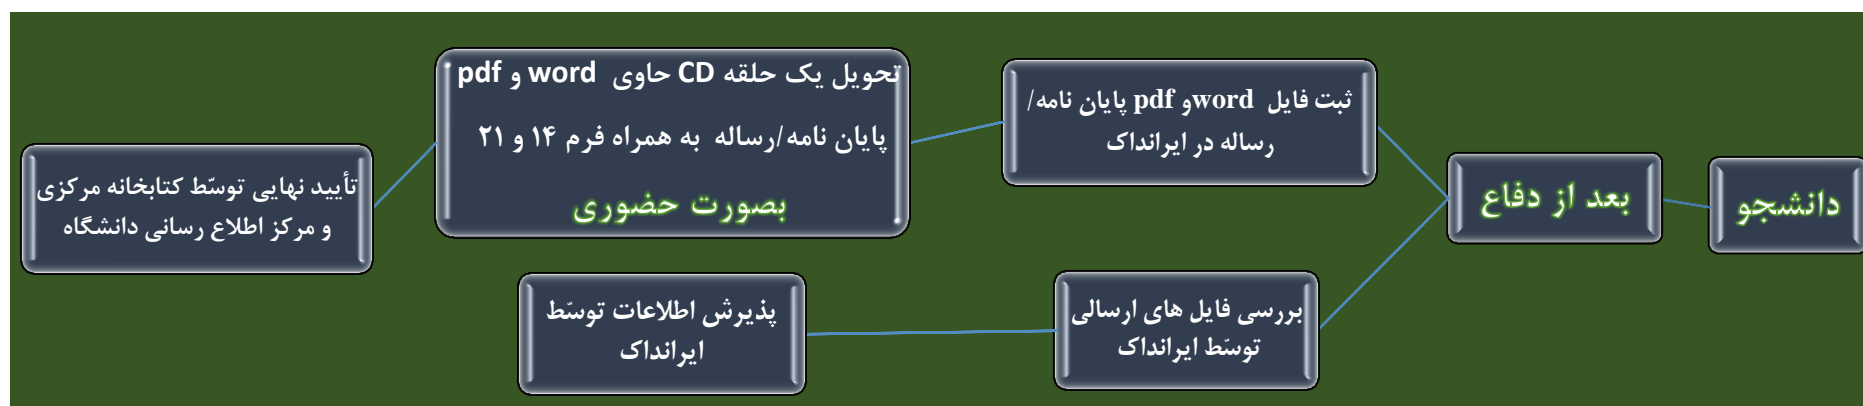 دانشجو
بعد از دفاع
ثبت فایل word و pdf پایان نامه/
رساله در ایرانداک
تحویل یک حلقه CD حاوی word و pdf
پایان نامه/رساله به همراه فرم ۱۴ و ۲۱
بصورت حضوری
تأیید نهایی توسّط کتابخانه مرکزی
و مرکز اطلاع رسانی دانشگاه
بررسی فایل های ارسالی
توسّط ایرانداک
پذیرش اطلاعات توسّط
ایرانداک